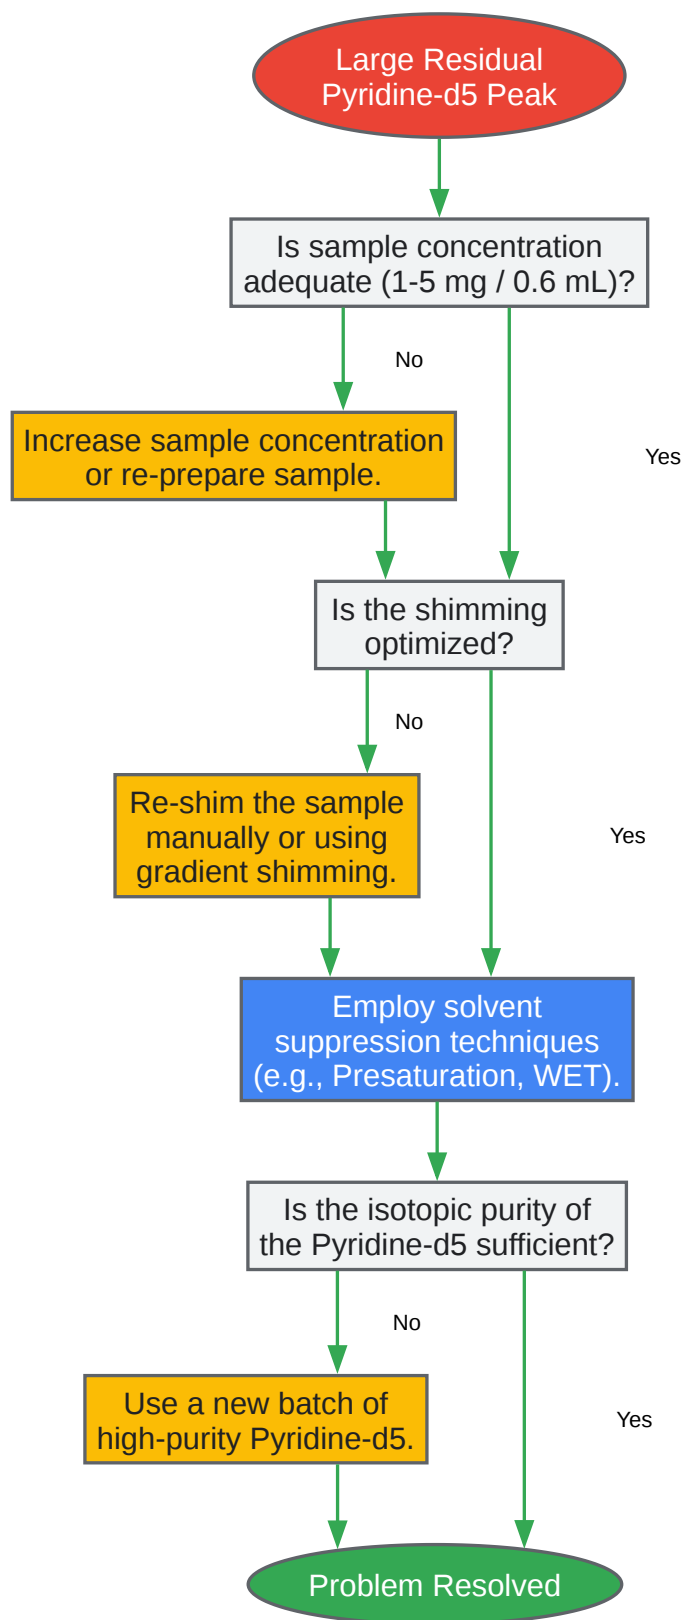 Large Residual
Pyridine-d5 Peak
Is sample concentration
adequate (1-5 mg / 0.6 mL)?
No
Increase sample concentration
or re-prepare sample.
Yes
Is the shimming
optimized?
No
Re-shim the sample
manually or using
gradient shimming.
Yes
Employ solvent
suppression techniques
(e.g., Presaturation, WET).
Is the isotopic purity of
the Pyridine-d5 sufficient?
No
Use a new batch of
high-purity Pyridine-d5.
Yes
Problem Resolved